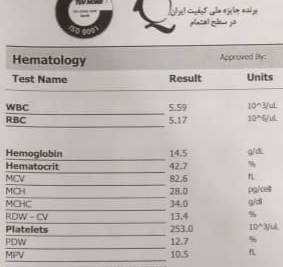 TUV NORD
ISO 9001
برنده جایزه ملی کیفیت ایران
در سطح اهتمام
Hematology Approved By:
Test Name Result Units
WBC 5.59 10^3/uL
RBC 5.17 10^6/uL
Hemoglobin 14.5 g/dL
Hematocrit 42.7 %
MCV 82.6 fL
MCH 28.0 pg/cell
MCHC 34.0 g/dl
RDW - CV 13.4 %
Platelets 253.0 10^3/uL
PDW 12.7 %
MPV 10.5 fL